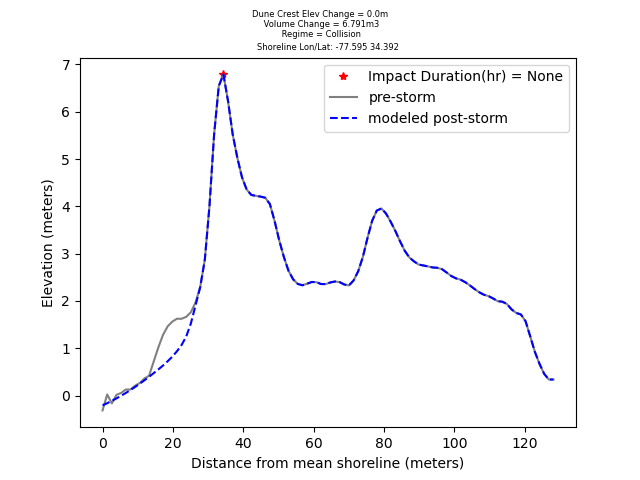 Dune Crest Elev Change = 0.0m
Volume Change = 6.791m3
Regime = Collision
Shoreline Lon/Lat: -77.595 34.392
Impact Duration(hr) = None
pre-storm
modeled post-storm
Elevation (meters)
7
6
5
4
3
2
1
0
0 20 40 60 80 100 120
Distance from mean shoreline (meters)